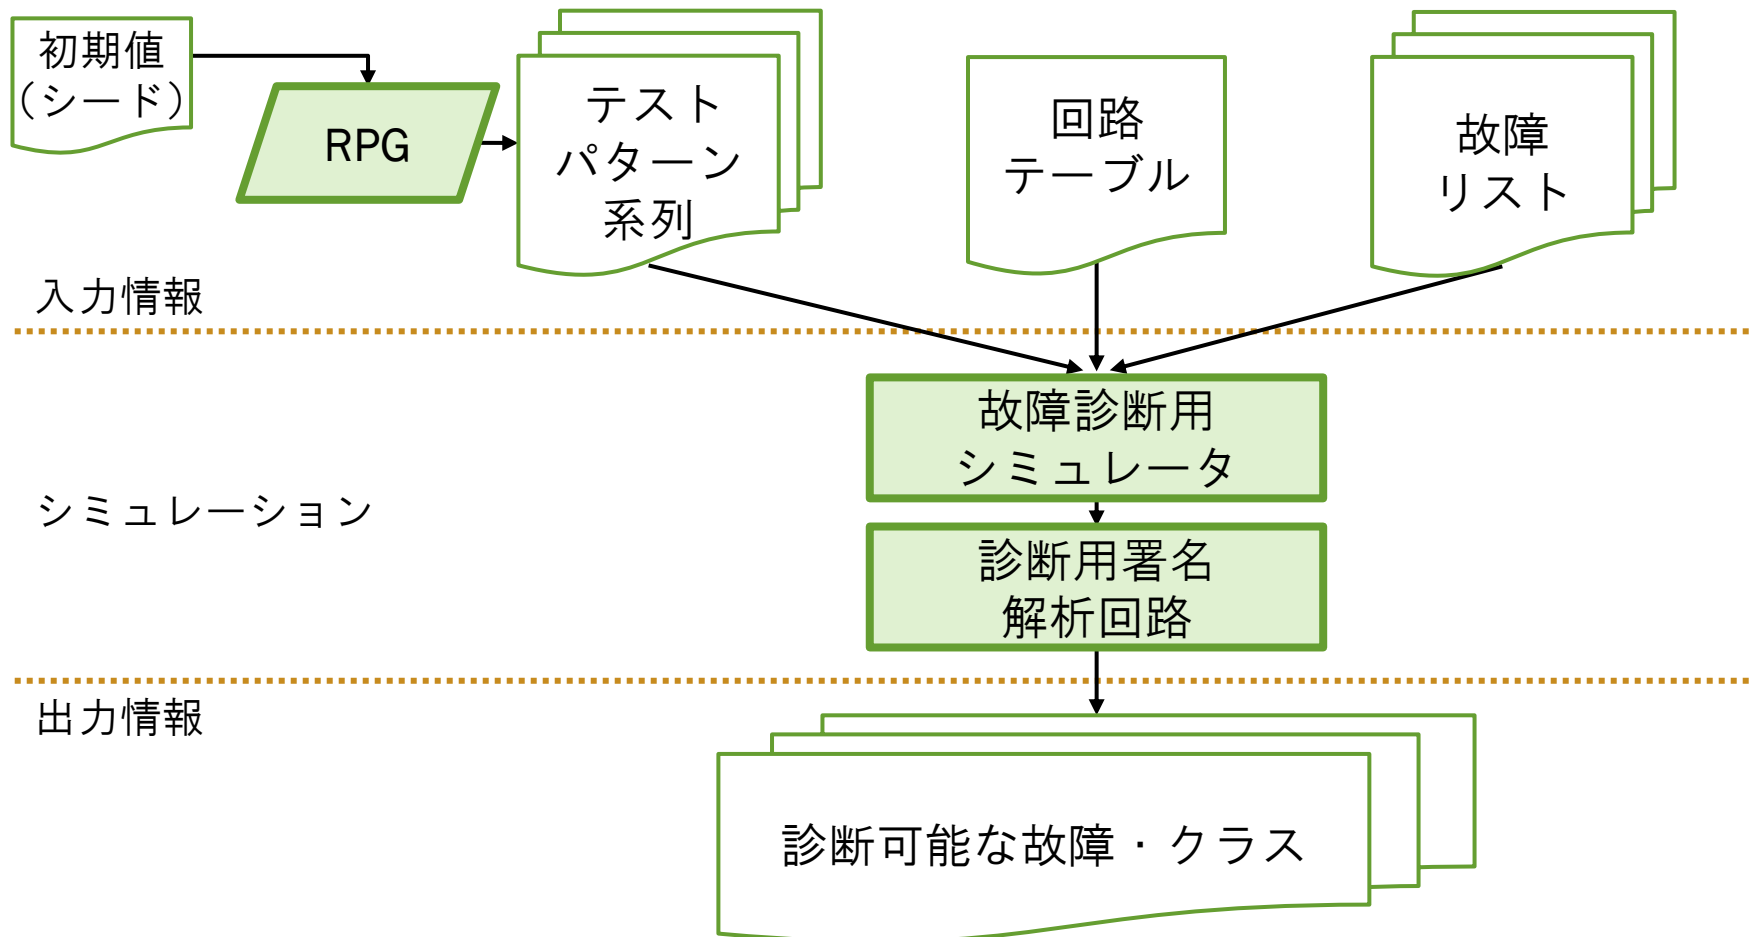 初期値
(シード)
RPG
テスト
パターン
系列
回路
テーブル
故障
リスト
入力情報
故障診断用
シミュレータ
シミュレーション
診断用署名
解析回路
出力情報
診断可能な故障・クラス